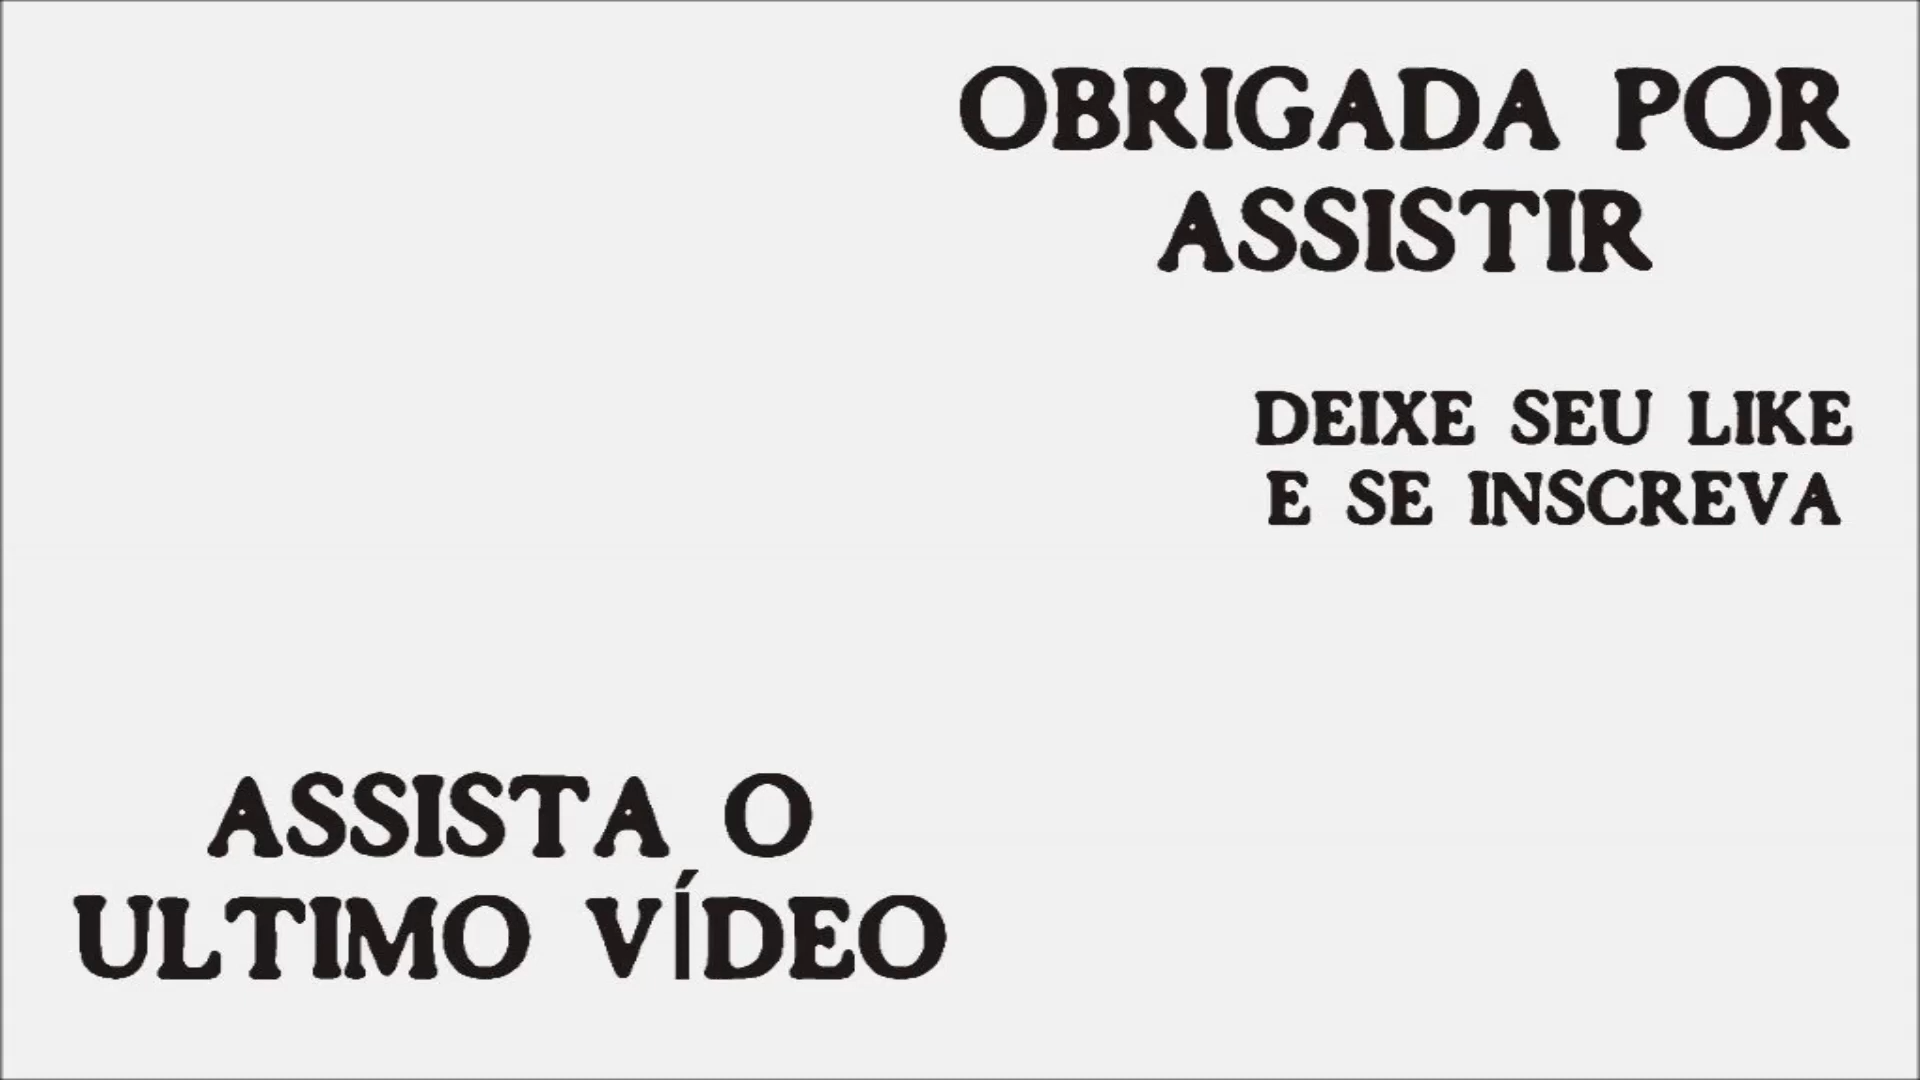 OBRIGADA POR
ASSISTIR
DEIXE SEU LIKE
E SE INSCREVA
ASSISTA O
ULTIMO VÍDEO